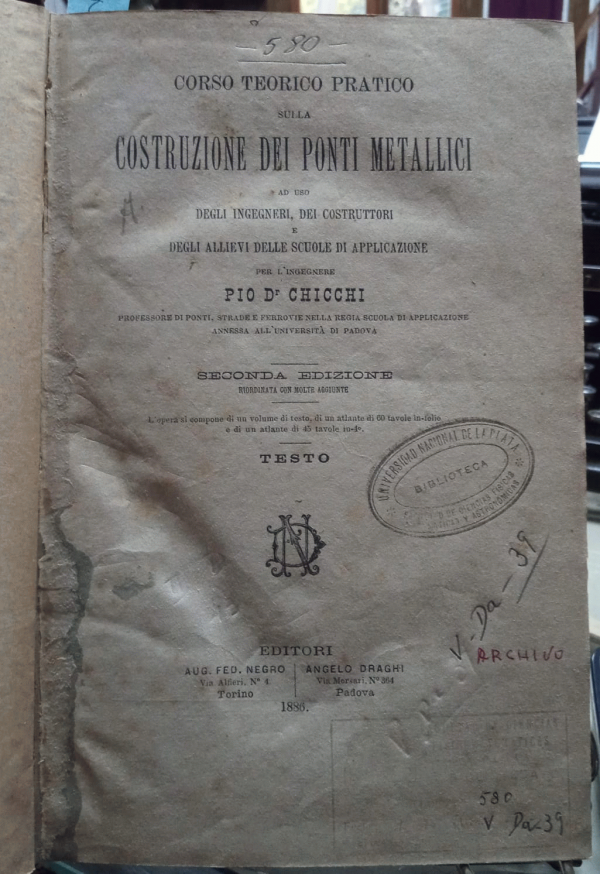 — 580 —
CORSO TEORICO PRATICO
SULLA
COSTRUZIONE DEI PONTI METALLICI
AD USO
DEGLI INGEGNERI, DEI COSTRUTTORI
E
DEGLI ALLIEVI DELLE SCUOLE DI APPLICAZIONE
PER L'INGEGNERE
PIO Dr CHICCHI
PROFESSORE DI PONTI, STRADE E FERROVIE NELLA REGIA SCUOLA DI APPLICAZIONE
ANNESSA ALL'UNIVERSITÀ DI PADOVA
SECONDA EDIZIONE
RIORDINATA CON MOLTE AGGIUNTE
L'opera si compone di un volume di testo, di un atlante di 60 tavole in-folio
e di un atlante di 45 tavole in-4°.
TESTO
UNIVERSIDAD NACIONAL DE LA PLATA
BIBLIOTECA
V. Da - 39
ARCHIVO
EDITORI
AUG. FED. NEGRO
Via Alfieri, N° 4
Torino
ANGELO DRAGHI
Via Morsari, N° 364
Padova
1886.
580
V Da-39